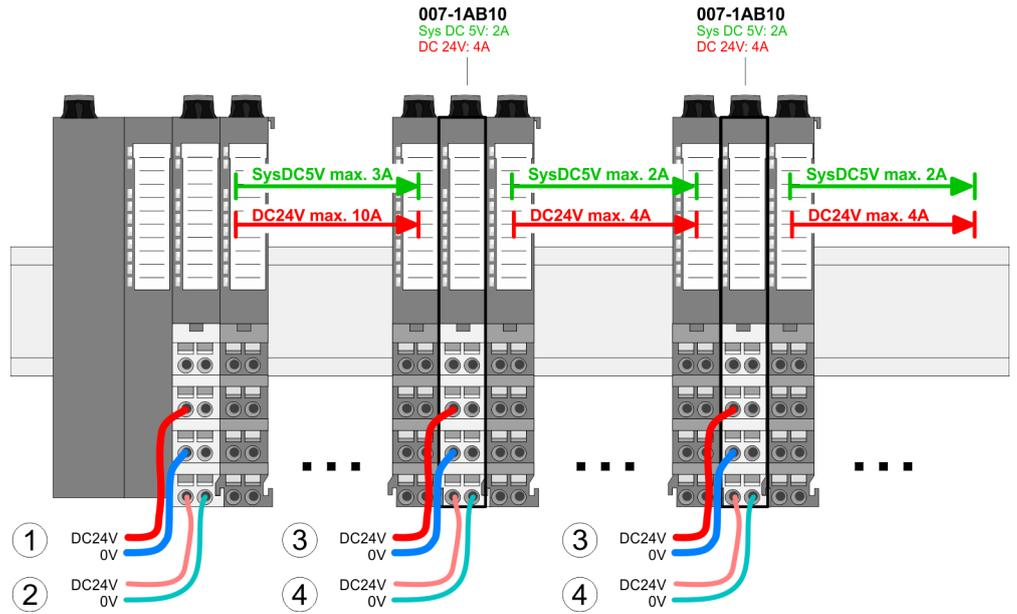 007-1AB10
Sys DC 5V: 2A
DC 24V: 4A
007-1AB10
Sys DC 5V: 2A
DC 24V: 4A
SysDC5V max. 3A
SysDC5V max. 2A
SysDC5V max. 2A
DC24V max. 10A
DC24V max. 4A
DC24V max. 4A
1 DC24V
0V
2 DC24V
0V
3 DC24V
0V
4 DC24V
0V
3 DC24V
0V
4 DC24V
0V